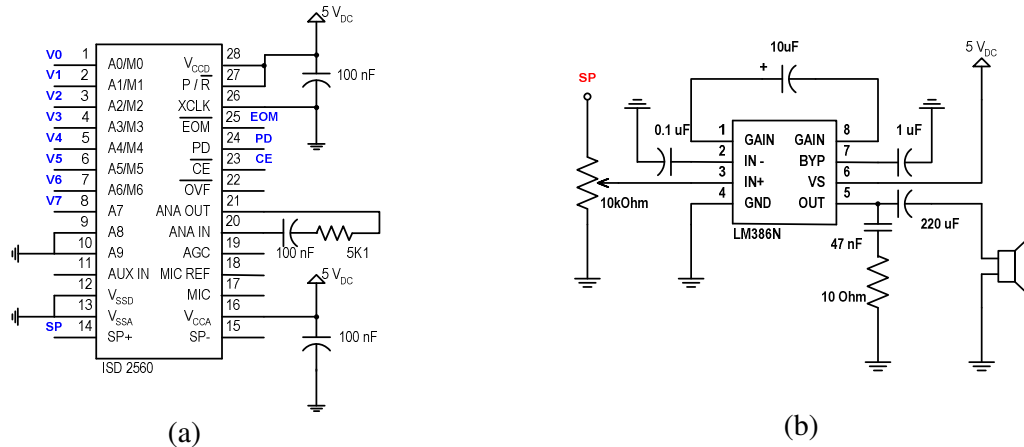 5 VDC
V0 1 A0/M0 VCCD 28
V1 2 A1/M1 P / R 27
100 nF
V2 3 A2/M2 XCLK 26
V3 4 A3/M3 EOM 25 EOM
V4 5 A4/M4 PD 24 PD
V5 6 A5/M5 CE 23 CE
V6 7 A6/M6 OVF 22
V7 8 A7 ANA OUT 21
9 A8 ANA IN 20
10 A9 AGC 19
100 nF 5K1
11 AUX IN MIC REF 18
5 VDC
12 VSSD MIC 17
13 VSSA VCCA 16
SP 14 SP+ SP- 15
100 nF
ISD 2560
(a)
10uF
5 VDC
+
SP
0.1 uF
1 uF
1 GAIN GAIN 8
2 IN - BYP 7
3 IN+ VS 6
4 GND OUT 5
10kOhm
LM386N
220 uF
47 nF
10 Ohm
(b)